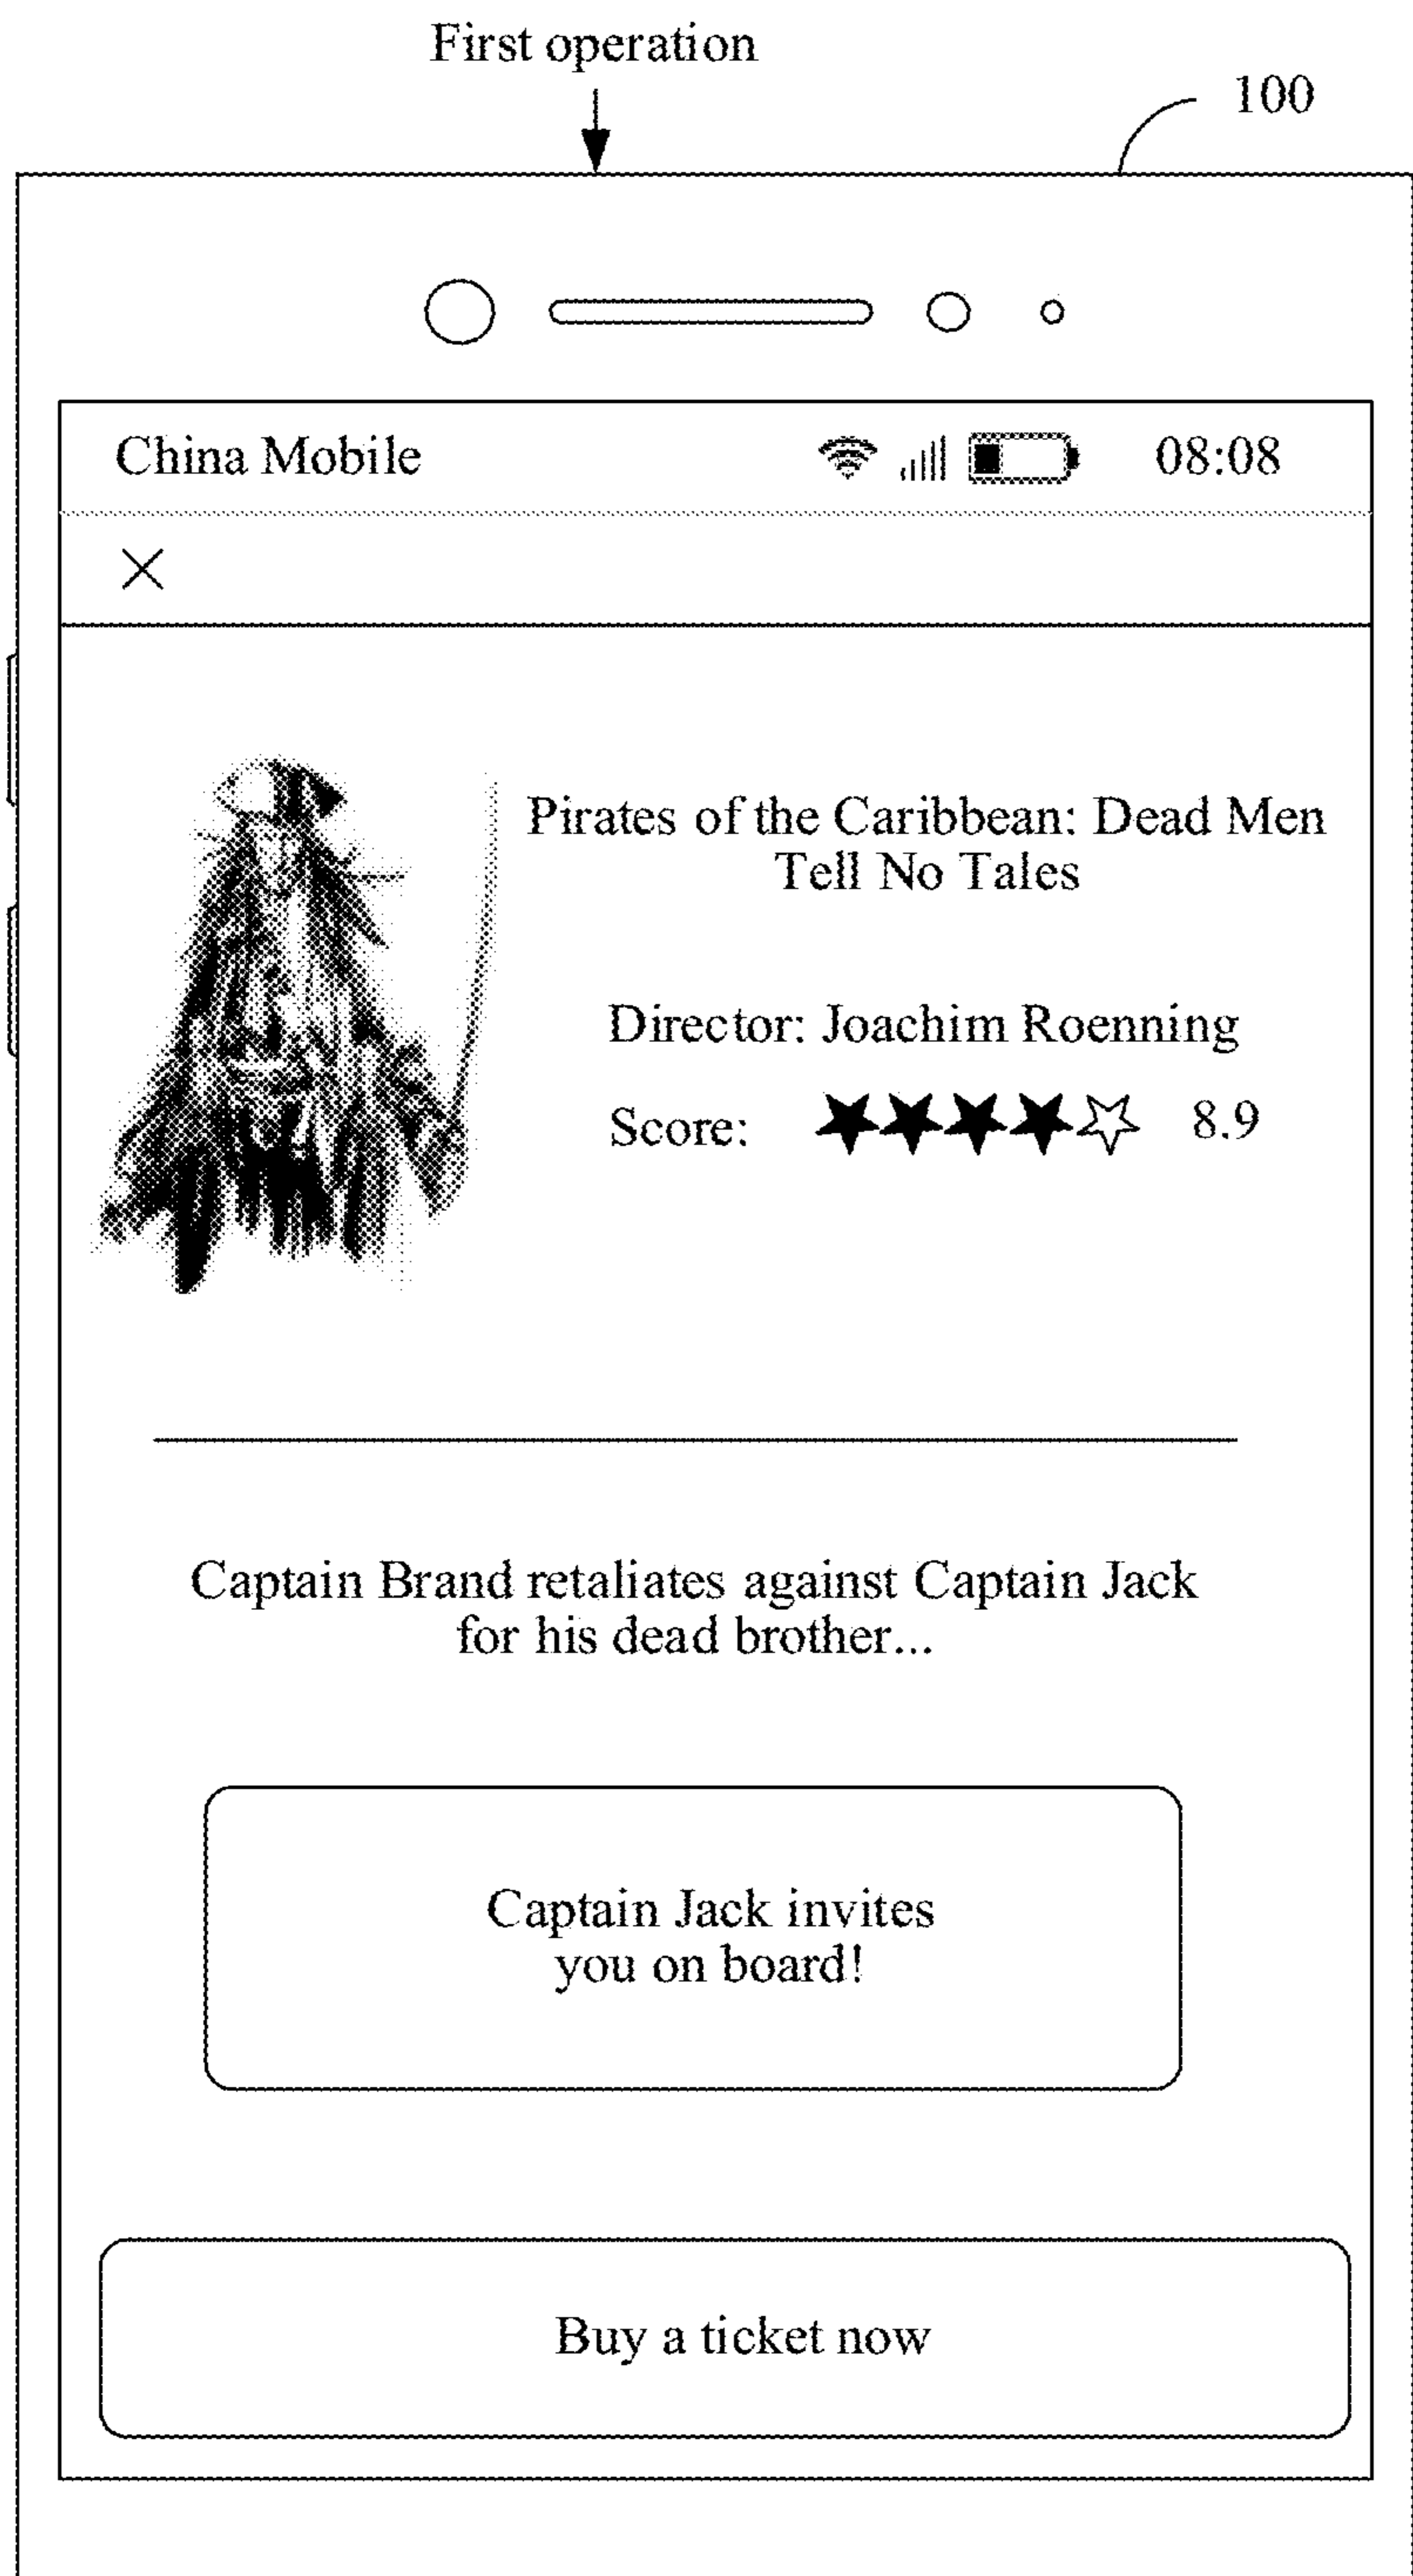 First operation
100
China Mobile 08:08
Pirates of the Caribbean: Dead Men
Tell No Tales
Director: Joachim Roenning
Score: 8.9
Captain Brand retaliates against Captain Jack
for his dead brother...
Captain Jack invites
you on board!
Buy a ticket now